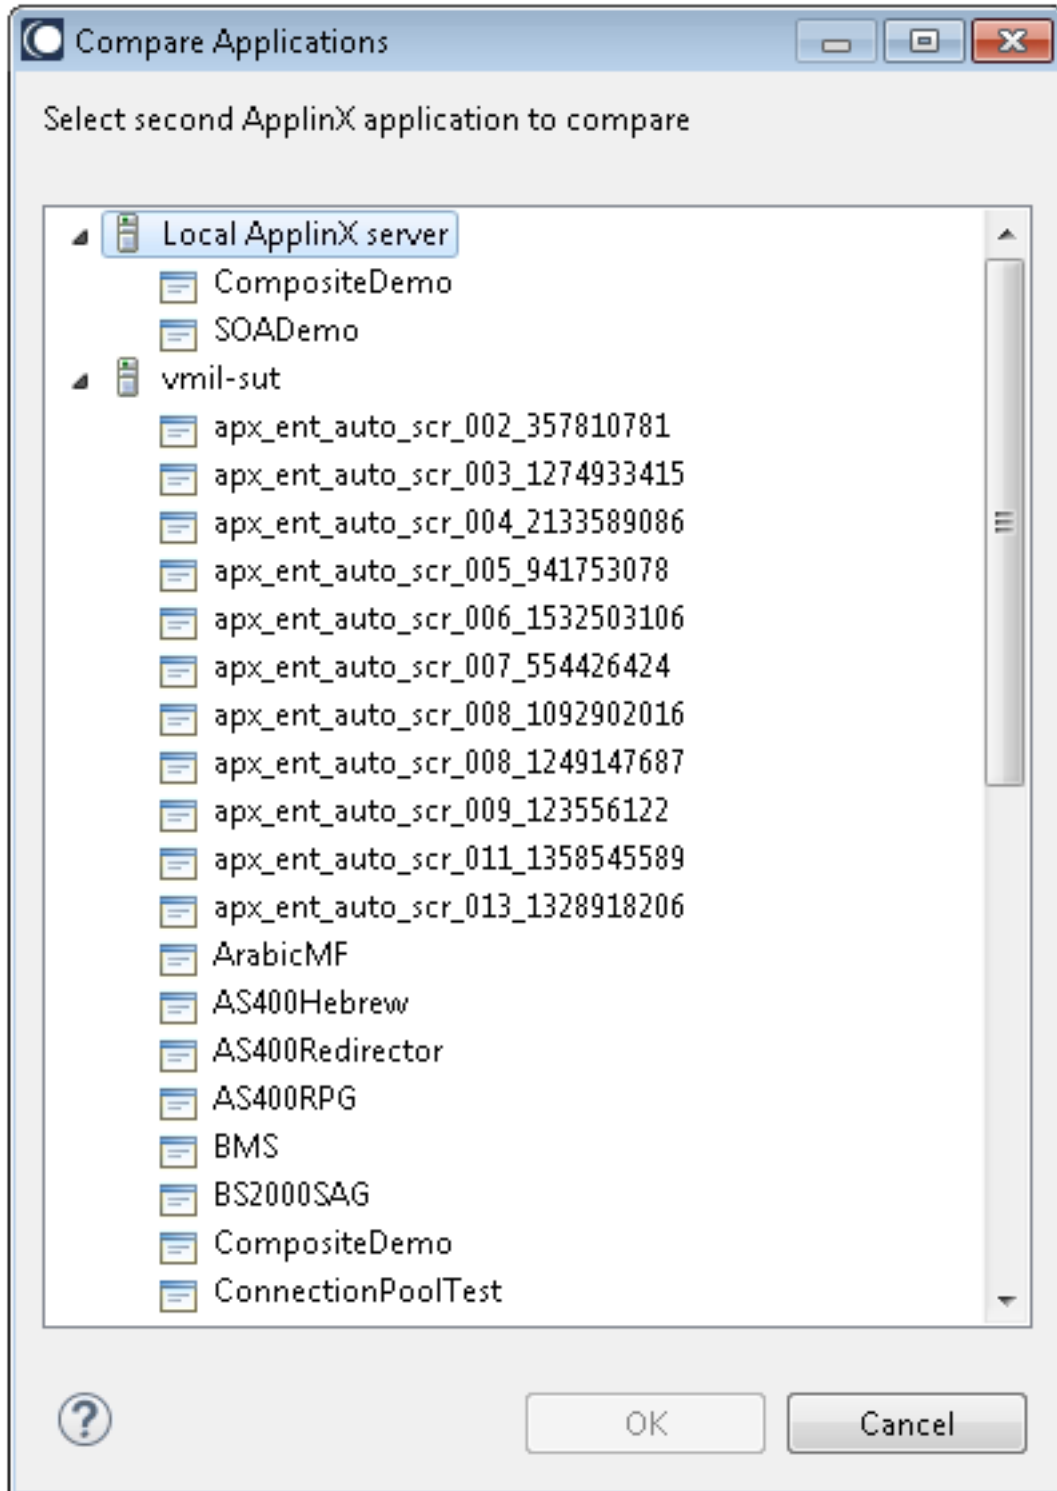 Compare Applications
Select second ApplinX application to compare
Local ApplinX server
CompositeDemo
SOADemo
vmil-sut
apx_ent_auto_scr_002_357810781
apx_ent_auto_scr_003_1274933415
apx_ent_auto_scr_004_2133589086
apx_ent_auto_scr_005_941753078
apx_ent_auto_scr_006_1532503106
apx_ent_auto_scr_007_554426424
apx_ent_auto_scr_008_1092902016
apx_ent_auto_scr_008_1249147687
apx_ent_auto_scr_009_123556122
apx_ent_auto_scr_011_1358545589
apx_ent_auto_scr_013_1328918206
ArabicMF
AS400Hebrew
AS400Redirector
AS400RPG
BMS
BS2000SAG
CompositeDemo
ConnectionPoolTest
? OK Cancel